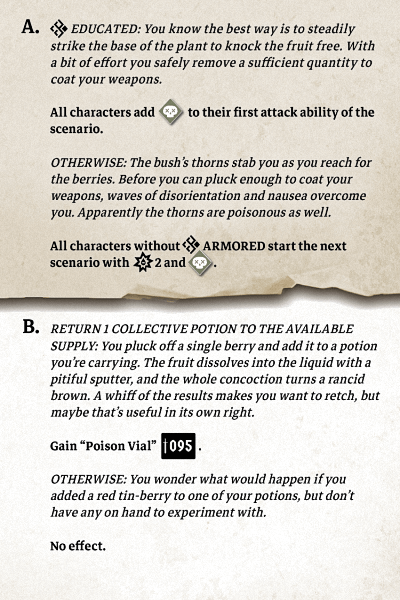 A. EDUCATED: You know the best way is to steadily
strike the base of the plant to knock the fruit free. With
a bit of effort you safely remove a sufficient quantity to
coat your weapons.
All characters add to their first attack ability of the
scenario.
OTHERWISE: The bush's thorns stab you as you reach for
the berries. Before you can pluck enough to coat your
weapons, waves of disorientation and nausea overcome
you. Apparently the thorns are poisonous as well.
All characters without ARMORED start the next
scenario with 2 and .
B. RETURN 1 COLLECTIVE POTION TO THE AVAILABLE
SUPPLY: You pluck off a single berry and add it to a potion
you're carrying. The fruit dissolves into the liquid with a
pitiful sputter, and the whole concoction turns a rancid
brown. A whiff of the results makes you want to retch, but
maybe that's useful in its own right.
Gain "Poison Vial" 095 .
OTHERWISE: You wonder what would happen if you
added a red tin-berry to one of your potions, but don't
have any on hand to experiment with.
No effect.